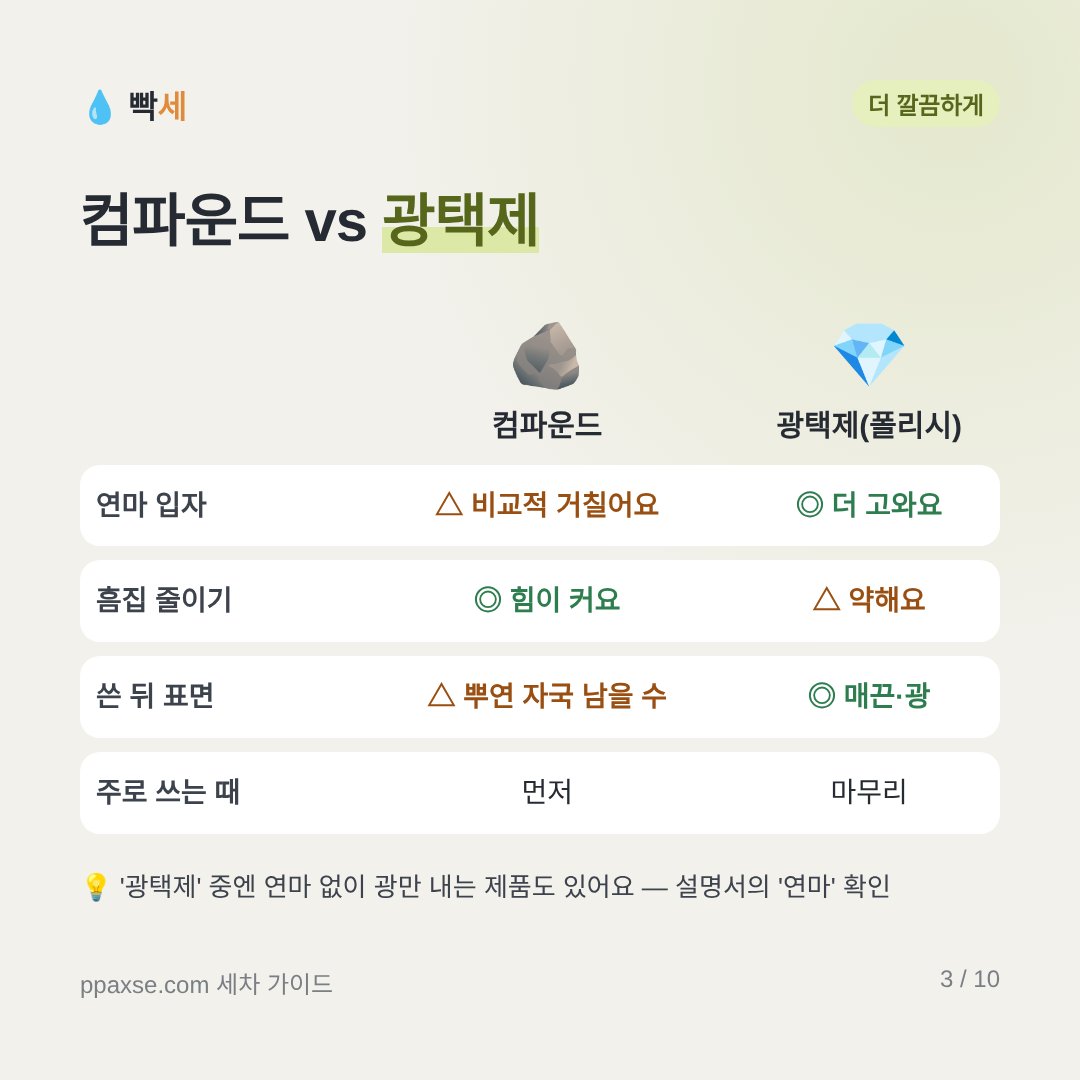 빡세
더 깔끔하게
컴파운드 vs 광택제
컴파운드 광택제(폴리시)
연마 입자 △ 비교적 거칠어요 ◎ 더 고와요
흠집 줄이기 ◎ 힘이 커요 △ 약해요
쓴 뒤 표면 △ 뿌연 자국 남을 수 ◎ 매끈·광
주로 쓰는 때 먼저 마무리
'광택제' 중엔 연마 없이 광만 내는 제품도 있어요 — 설명서의 '연마' 확인
ppaxse.com 세차 가이드
3 / 10